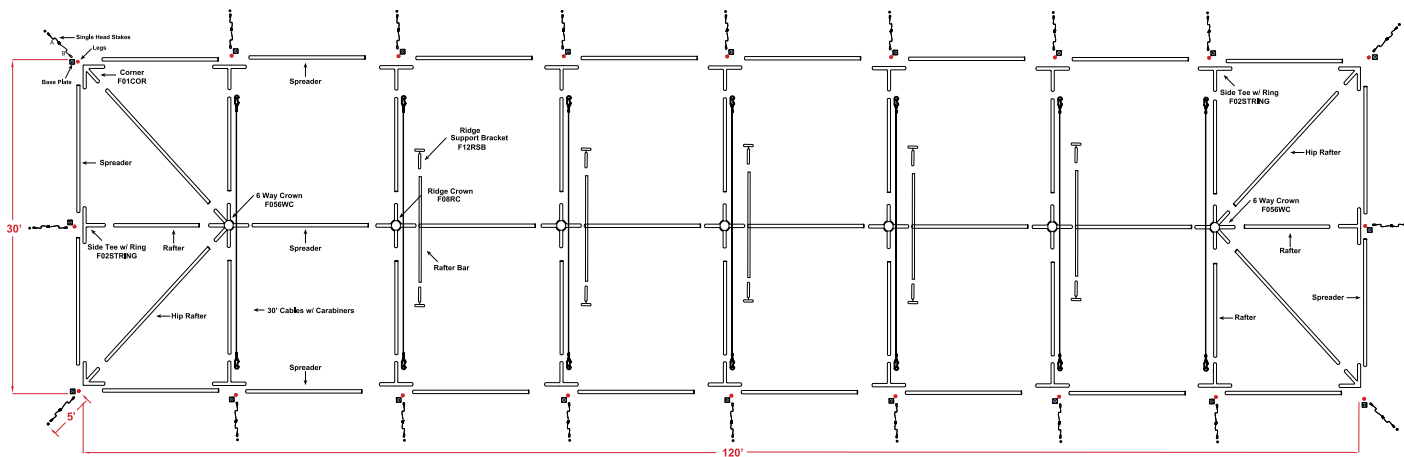 Single Head Stakes
A
B
Legs
Base Plate
Corner
F01COR
Spreader
Side Tee w/ Ring
F02STRING
Ridge
Support Bracket
F12RSB
Spreader
Hip Rafter
6 Way Crown
F056WC
Ridge Crown
F08RC
6 Way Crown
F056WC
30'
Side Tee w/ Ring
F02STRING
Rafter
Spreader
Rafter Bar
Rafter
Spreader
Hip Rafter
30' Cables w/ Carabiners
Rafter
Spreader
5'
120'